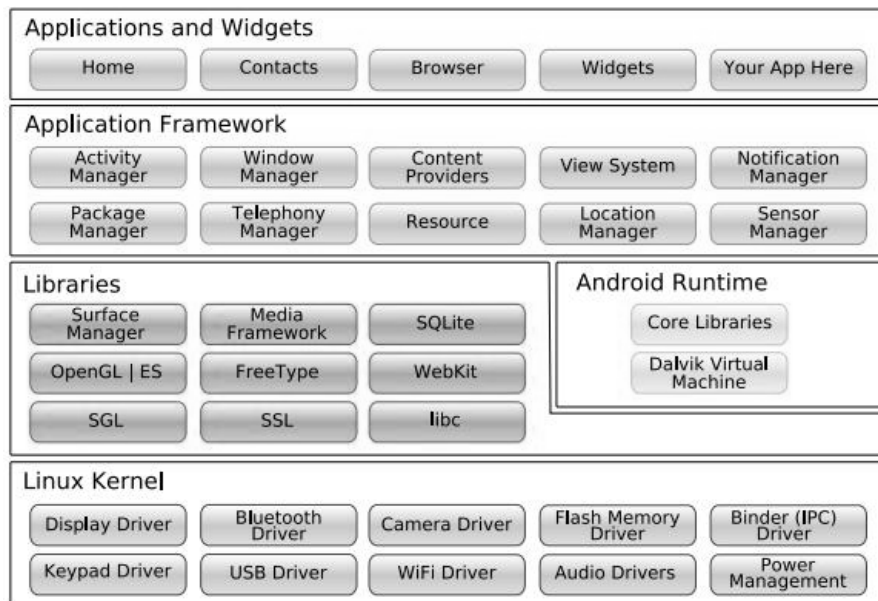 Applications and Widgets
Home
Contacts
Browser
Widgets
Your App Here
Application Framework
Activity
Manager
Window
Manager
Content
Providers
View System
Notification
Manager
Package
Manager
Telephony
Manager
Resource
Location
Manager
Sensor
Manager
Libraries
Surface
Manager
Media
Framework
SQLite
OpenGL | ES
FreeType
WebKit
SGL
SSL
libc
Android Runtime
Core Libraries
Dalvik Virtual
Machine
Linux Kernel
Display Driver
Bluetooth
Driver
Camera Driver
Flash Memory
Driver
Binder (IPC)
Driver
Keypad Driver
USB Driver
WiFi Driver
Audio Drivers
Power
Management